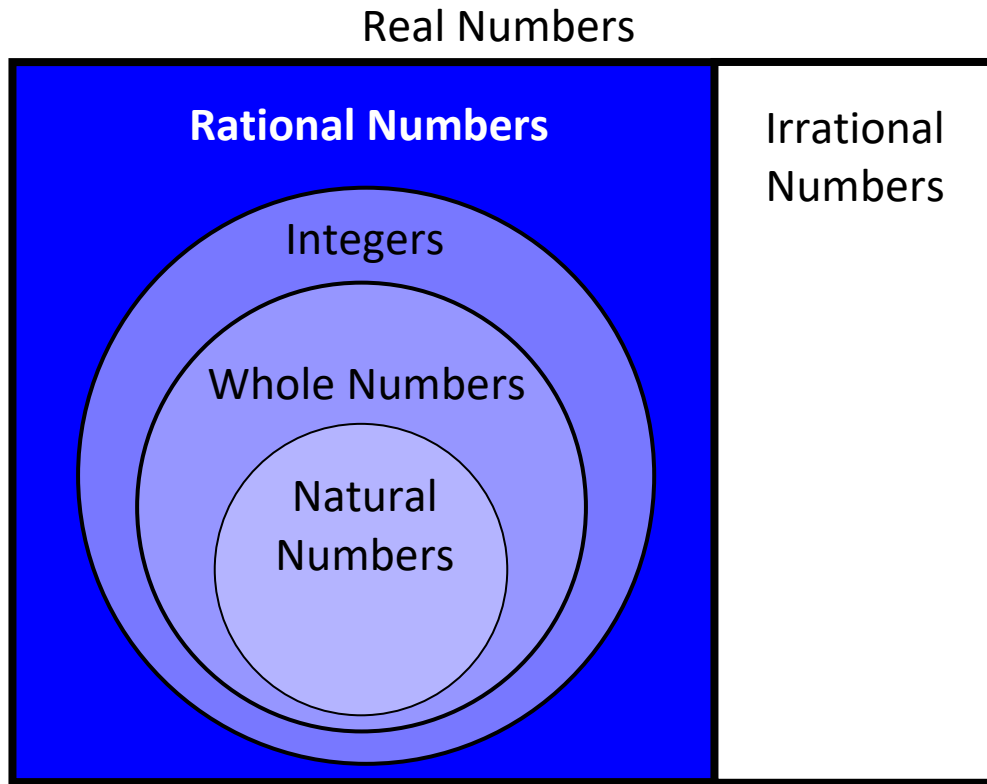 Real Numbers
Rational Numbers
Irrational
Numbers
Integers
Whole Numbers
Natural
Numbers